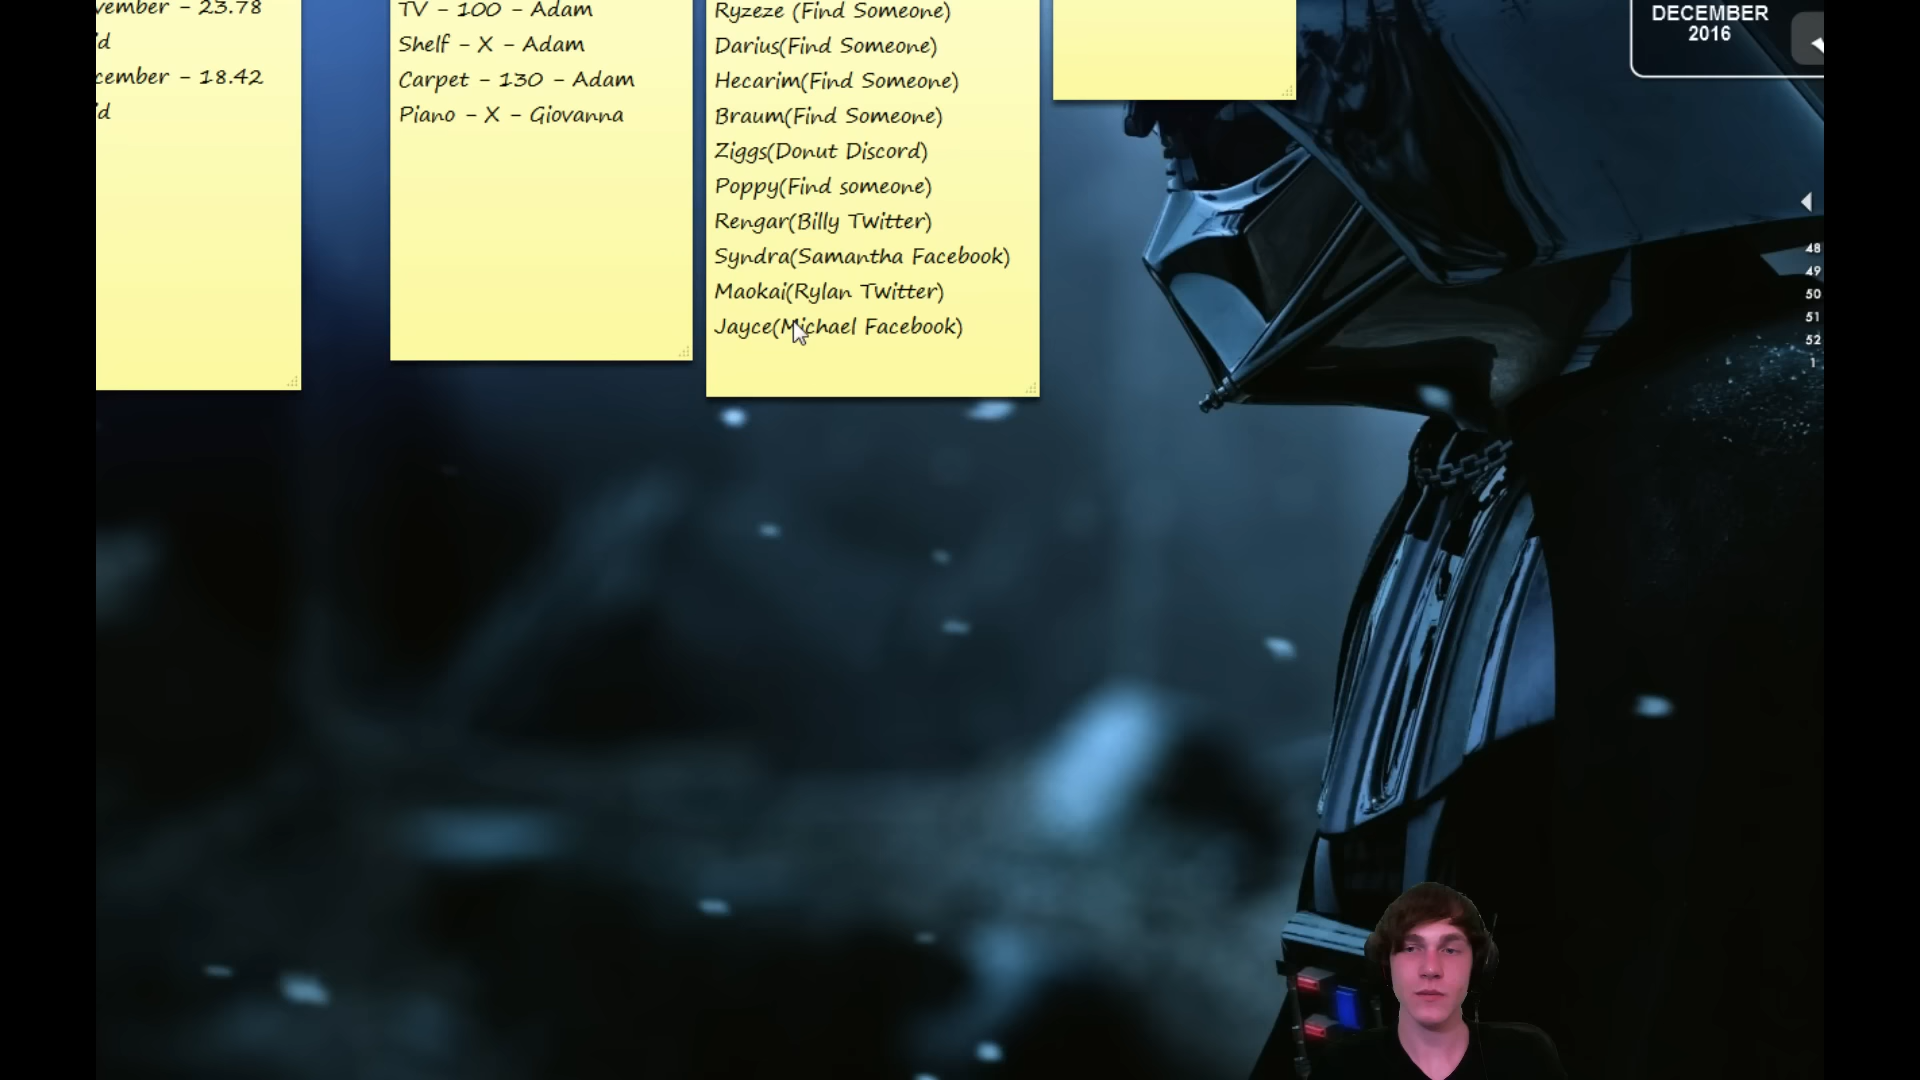 vember - 23.78
id
cember - 18.42
id
TV - 100 - Adam
Shelf - X - Adam
Carpet - 130 - Adam
Piano - X - Giovanna
Ryzeze (Find Someone)
Darius(Find Someone)
Hecarim(Find Someone)
Braum(Find Someone)
Ziggs(Donut Discord)
Poppy(Find someone)
Rengar(Billy Twitter)
Syndra(Samantha Facebook)
Maokai(Rylan Twitter)
Jayce(Michael Facebook)
DECEMBER
2016
48
49
50
51
52
1